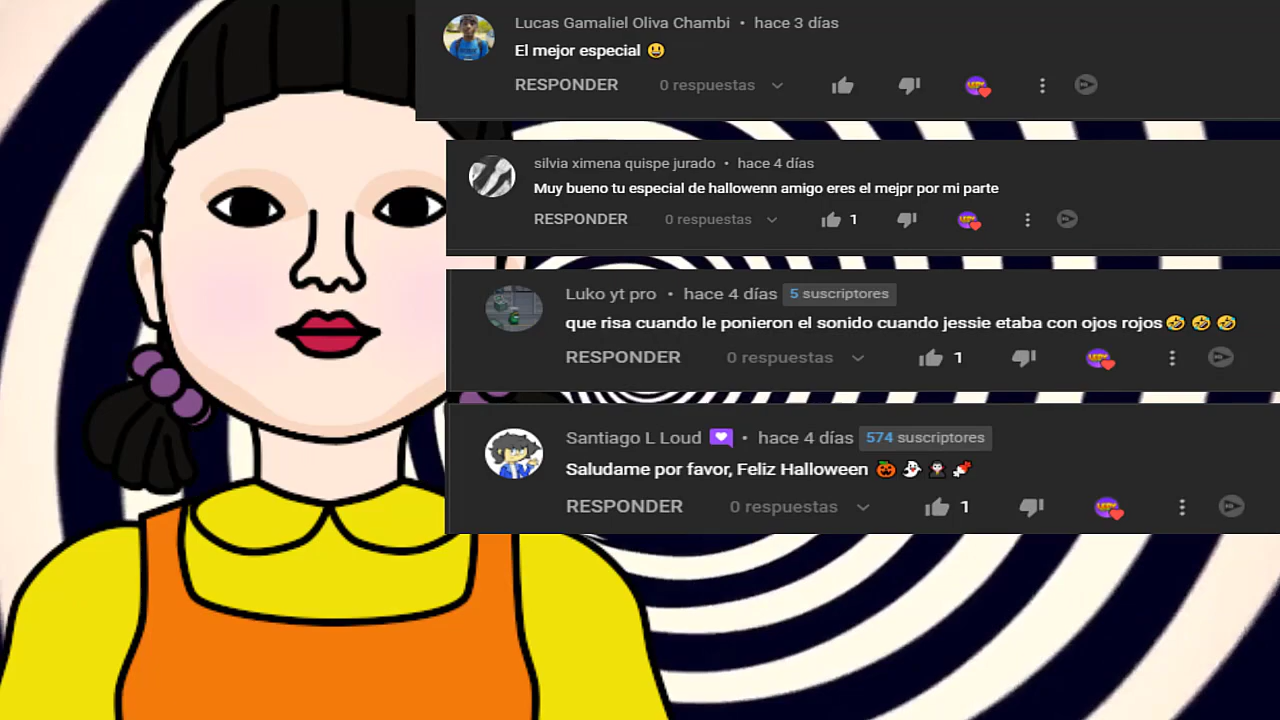 Lucas Gamaliel Oliva Chambi • hace 3 días
El mejor especial 😃
RESPONDER 0 respuestas
silvia ximena quispe jurado • hace 4 días
Muy bueno tu especial de hallowenn amigo eres el mejpr por mi parte
RESPONDER 0 respuestas 1
Luko yt pro • hace 4 días 5 suscriptores
que risa cuando le ponieron el sonido cuando jessie etaba con ojos rojos🤣 🤣 🤣
RESPONDER 0 respuestas 1
Santiago L Loud 💜 • hace 4 días 574 suscriptores
Saludame por favor, Feliz Halloween 🎃 👻 🧛🏻 🍬
RESPONDER 0 respuestas 1